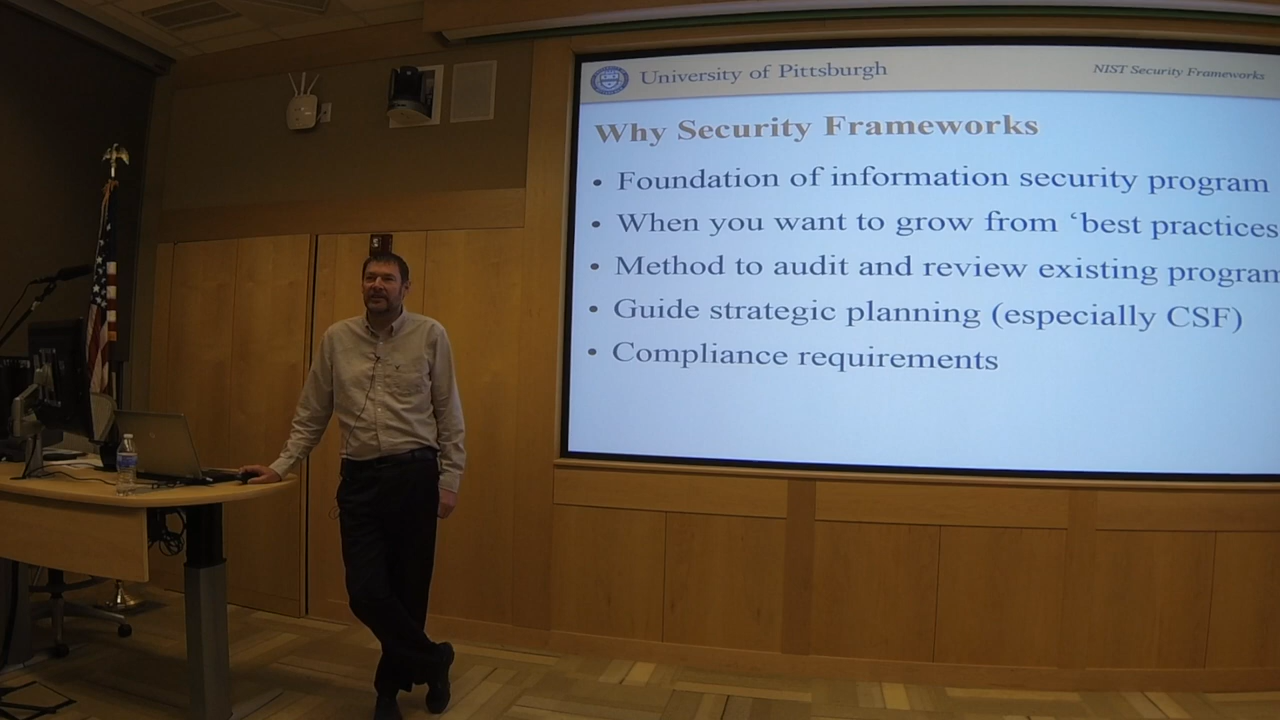 University of Pittsburgh
NIST Security Frameworks
Why Security Frameworks
• Foundation of information security program
• When you want to grow from ‘best practices
• Method to audit and review existing program
• Guide strategic planning (especially CSF)
• Compliance requirements